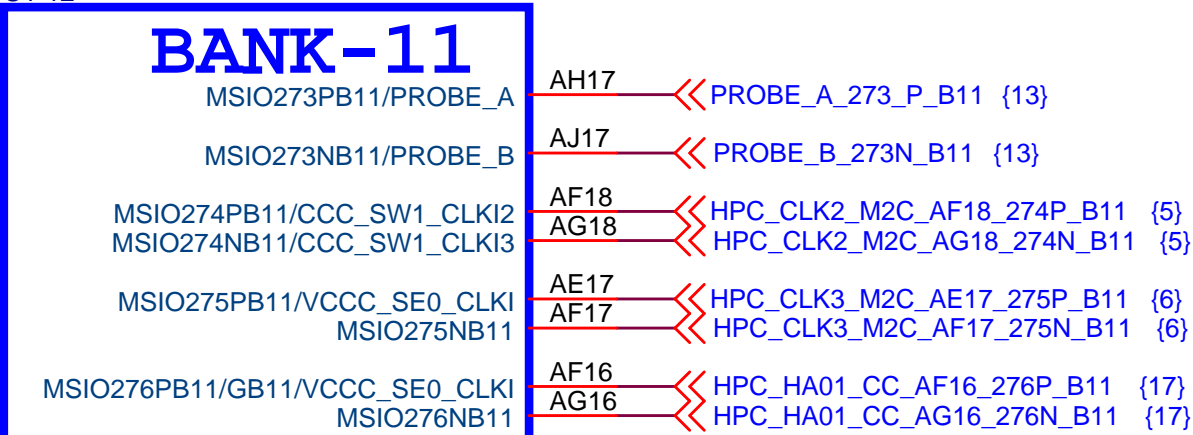 BANK-11
MSIO273PB11/PROBE_A AH17 PROBE_A_273_P_B11 {13}
MSIO273NB11/PROBE_B AJ17 PROBE_B_273N_B11 {13}
MSIO274PB11/CCC_SW1_CLKI2 AF18 HPC_CLK2_M2C_AF18_274P_B11 {5}
MSIO274NB11/CCC_SW1_CLKI3 AG18 HPC_CLK2_M2C_AG18_274N_B11 {5}
MSIO275PB11/VCCC_SE0_CLKI AE17 HPC_CLK3_M2C_AE17_275P_B11 {6}
MSIO275NB11 AF17 HPC_CLK3_M2C_AF17_275N_B11 {6}
MSIO276PB11/GB11/VCCC_SE0_CLKI AF16 HPC_HA01_CC_AF16_276P_B11 {17}
MSIO276NB11 AG16 HPC_HA01_CC_AG16_276N_B11 {17}